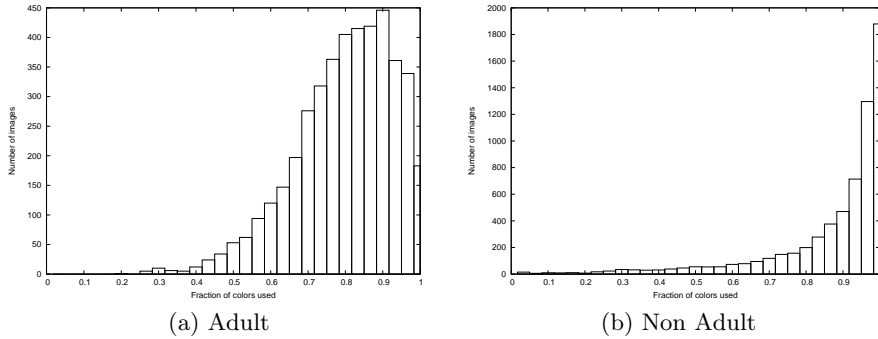 450
400
350
300
250
200
150
100
50
0
Number of images
0 0.1 0.2 0.3 0.4 0.5 0.6 0.7 0.8 0.9 1
Fraction of colors used
(a) Adult
2000
1800
1600
1400
1200
1000
800
600
400
200
0
Number of images
0 0.1 0.2 0.3 0.4 0.5 0.6 0.7 0.8 0.9
Fraction of colors used
(b) Non Adult